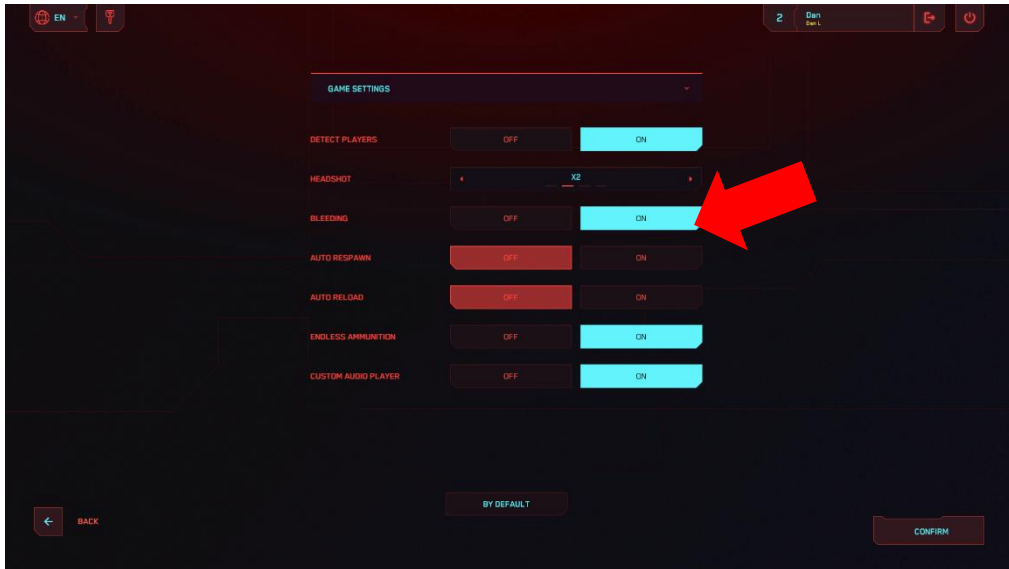 EN
2
Dan
Dan L
GAME SETTINGS
DETECT PLAYERS OFF ON
HEADSHOT X2
BLEEDING OFF ON
AUTO RESPAWN OFF ON
AUTO RELOAD OFF ON
ENDLESS AMMUNITION OFF ON
CUSTOM AUDIO PLAYER OFF ON
BY DEFAULT
BACK
CONFIRM